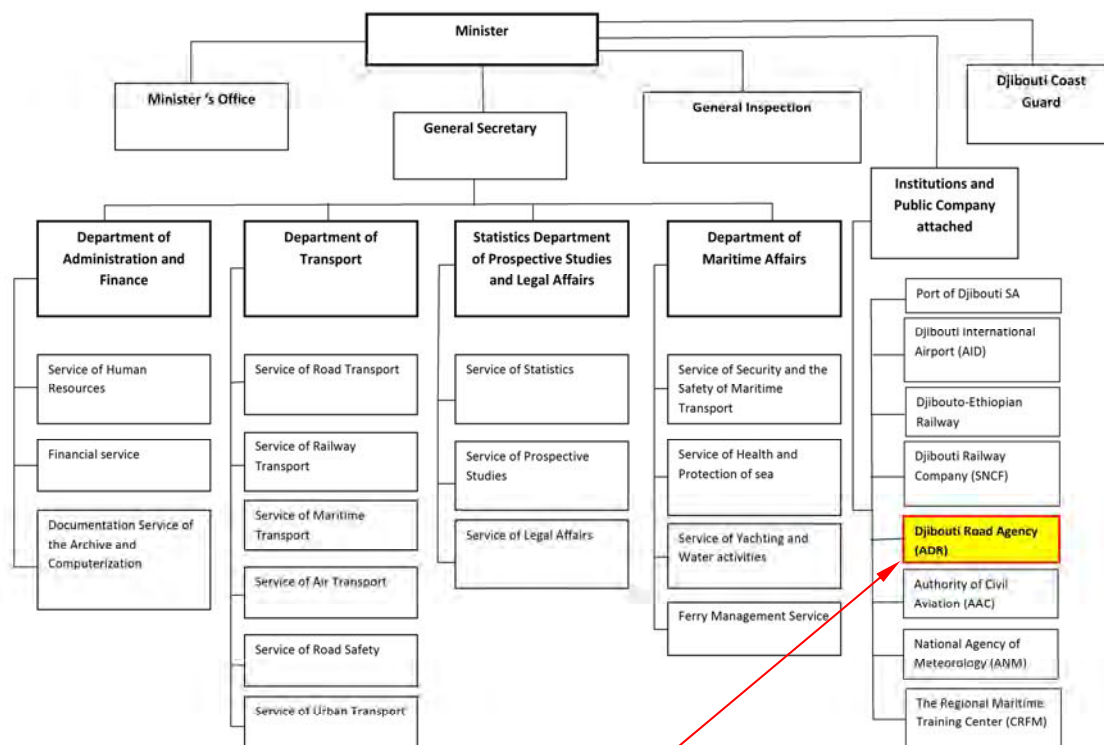 Minister
Minister 's Office
General Secretary
General Inspection
Djibouti Coast
Guard
Institutions and
Public Company
attached
Department of
Administration and
Finance
Service of Human
Resources
Financial service
Documentation Service of
the Archive and
Computerization
Department of
Transport
Service of Road Transport
Service of Railway
Transport
Service of Maritime
Transport
Service of Air Transport
Service of Road Safety
Service of Urban Transport
Statistics Department
of Prospective Studies
and Legal Affairs
Service of Statistics
Service of Prospective
Studies
Service of Legal Affairs
Department of
Maritime Affairs
Service of Security and the
Safety of Maritime
Transport
Service of Health and
Protection of sea
Service of Yachting and
Water activities
Ferry Management Service
Port of Djibouti SA
Djibouti International
Airport (AID)
Djibouto-Ethiopian
Railway
Djibouti Railway
Company (SNCF)
Djibouti Road Agency
(ADR)
Authority of Civil
Aviation (AAC)
National Agency of
Meteorology (ANM)
The Regional Maritime
Training Center (CRFM)